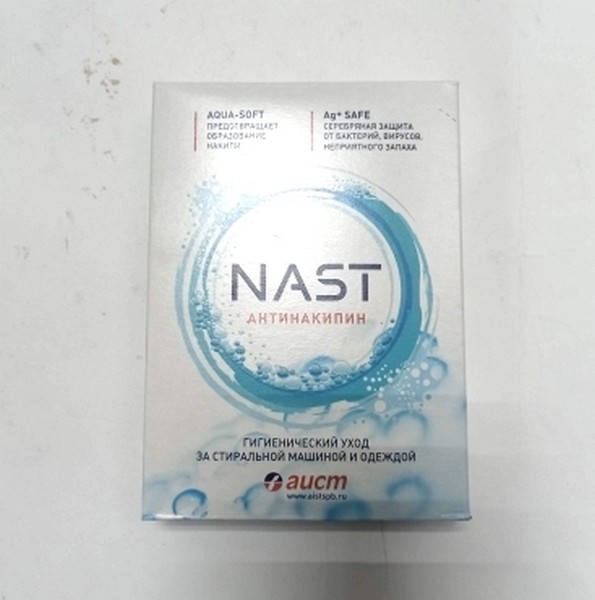 AQUA-SOFT
ПРЕДОТВРАЩАЕТ
ОБРАЗОВАНИЕ
НАКИПИ
Ag+ SAFE
СЕРЕБРЯНАЯ ЗАЩИТА
ОТ БАКТЕРИЙ, ВИРУСОВ,
НЕПРИЯТНОГО ЗАПАХА
NAST
АНТИНАКИПИН
ГИГИЕНИЧЕСКИЙ УХОД
ЗА СТИРАЛЬНОЙ МАШИНОЙ И ОДЕЖДОЙ
аист
www.aistspb.ru